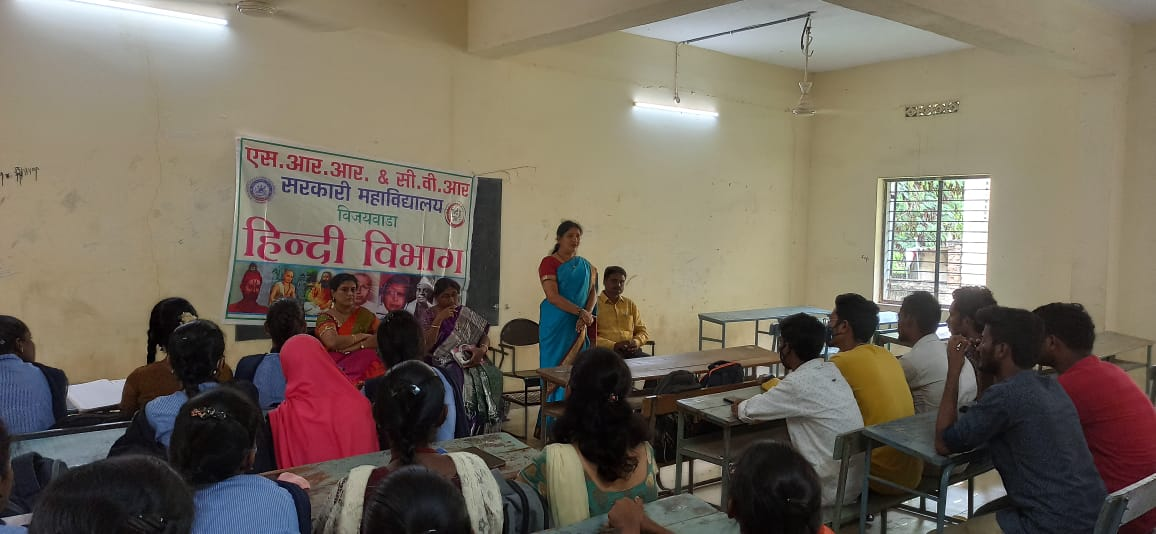 एस.आर.आर. & सी.वी.आर
सरकारी महाविद्यालय
विजयवाडा
हिन्दी विभाग